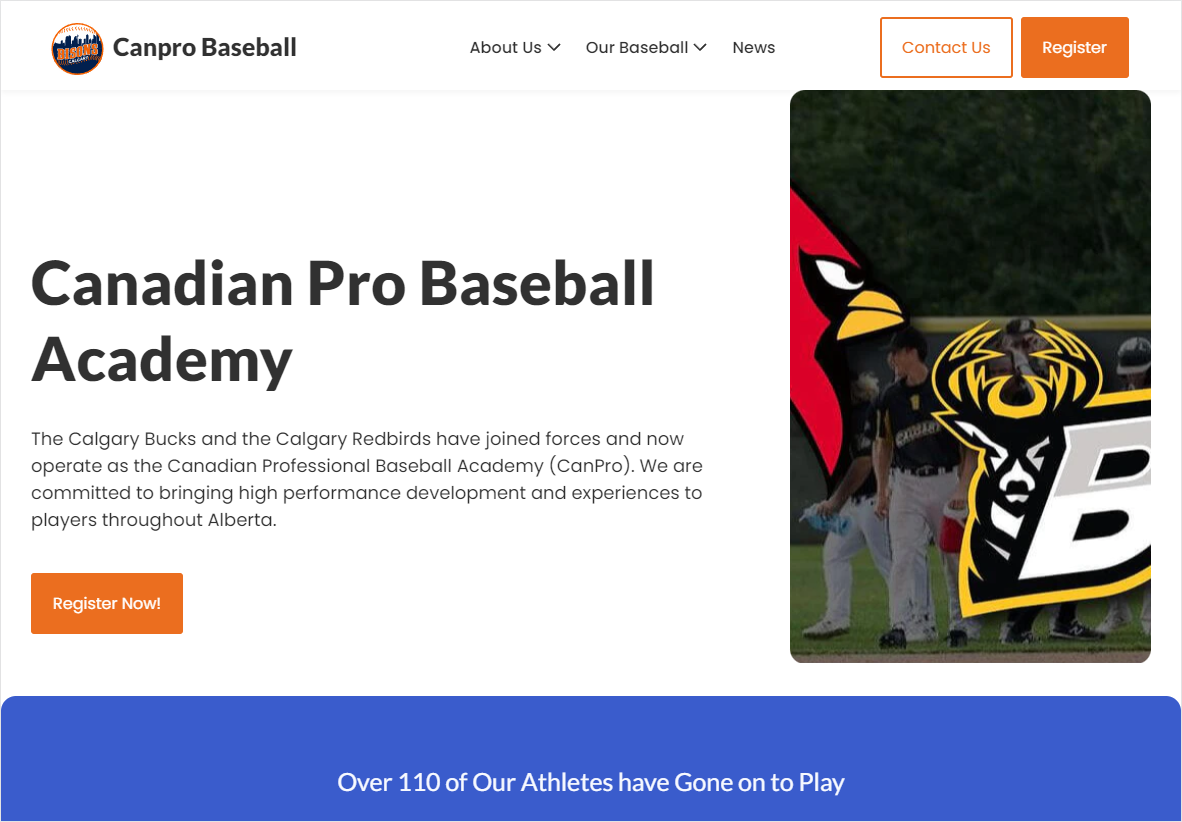 BISONS
CALGARY
Canpro Baseball
About Us
Our Baseball
News
Contact Us
Register
Canadian Pro Baseball
Academy
The Calgary Bucks and the Calgary Redbirds have joined forces and now
operate as the Canadian Professional Baseball Academy (CanPro). We are
committed to bringing high performance development and experiences to
players throughout Alberta.
Register Now!
CALGARY
B
Over 110 of Our Athletes have Gone on to Play